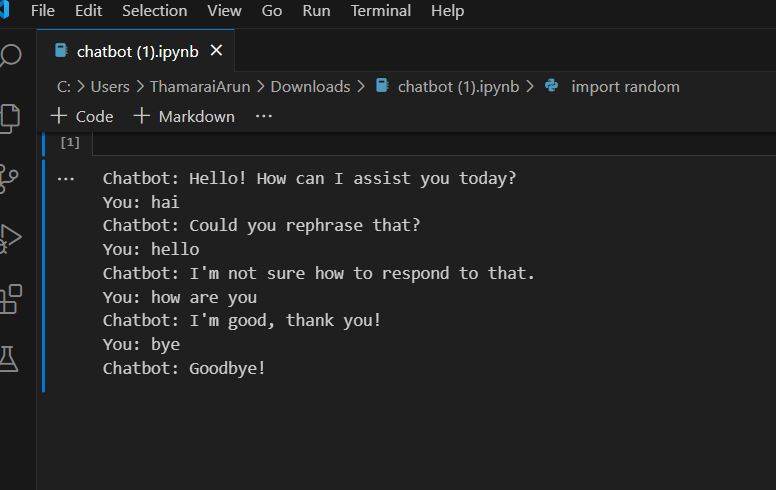 File Edit Selection View Go Run Terminal Help
chatbot (1).ipynb
C: > Users > ThamaraiArun > Downloads > chatbot (1).ipynb > import random
+ Code + Markdown ...
[1]
... Chatbot: Hello! How can I assist you today?
You: hai
Chatbot: Could you rephrase that?
You: hello
Chatbot: I'm not sure how to respond to that.
You: how are you
Chatbot: I'm good, thank you!
You: bye
Chatbot: Goodbye!